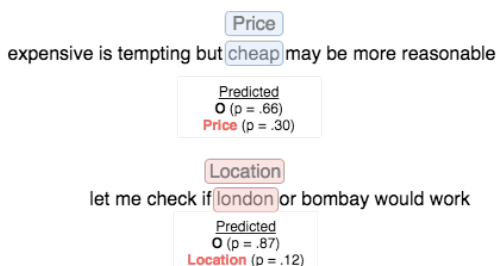 Price
expensive is tempting but cheap may be more reasonable
Predicted
O (p = .66)
Price (p = .30)
Location
let me check if london or bombay would work
Predicted
O (p = .87)
Location (p = .12)